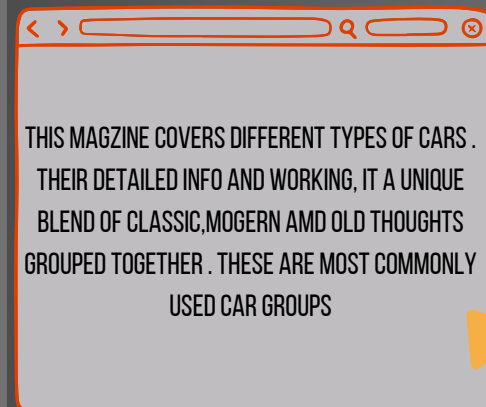 THIS MAGZINE COVERS DIFFERENT TYPES OF CARS .
THEIR DETAILED INFO AND WORKING, IT A UNIQUE
BLEND OF CLASSIC,MOGERN AMD OLD THOUGHTS
GROUPED TOGETHER . THESE ARE MOST COMMONLY
USED CAR GROUPS